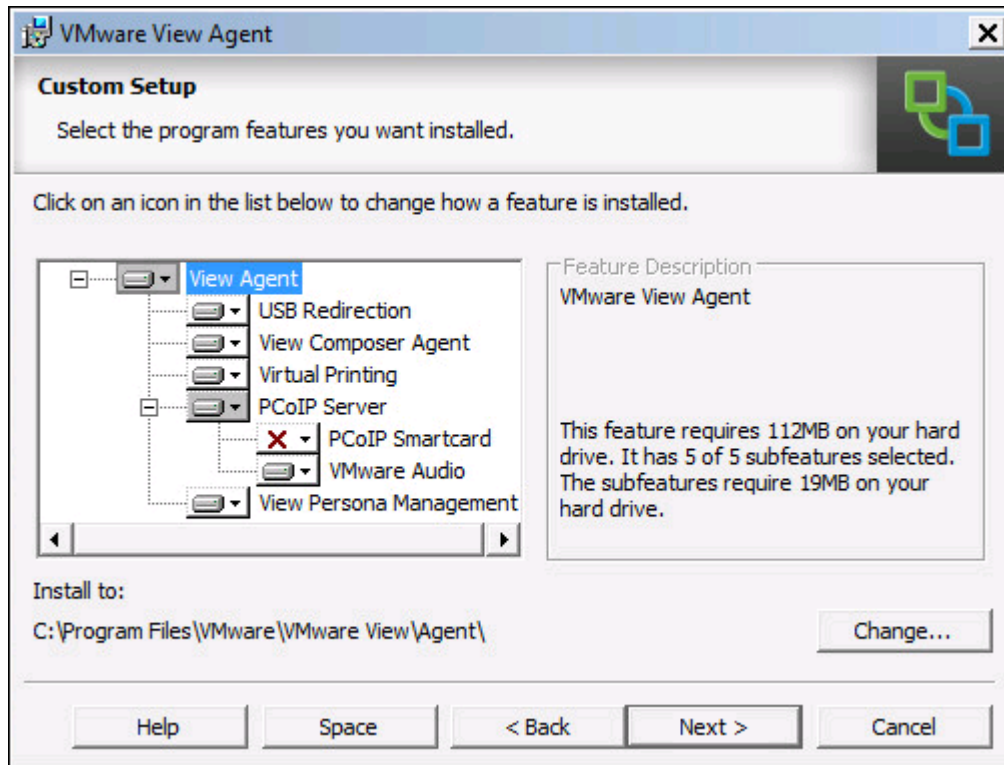 VMware View Agent
Custom Setup
Select the program features you want installed.
Click on an icon in the list below to change how a feature is installed.
View Agent
USB Redirection
View Composer Agent
Virtual Printing
PCoIP Server
PCoIP Smartcard
VMware Audio
View Persona Management
Feature Description
VMware View Agent
This feature requires 112MB on your hard
drive. It has 5 of 5 subfeatures selected.
The subfeatures require 19MB on your
hard drive.
Install to:
C:\Program Files\VMware\VMware View\Agent\
Change...
Help
Space
< Back
Next >
Cancel